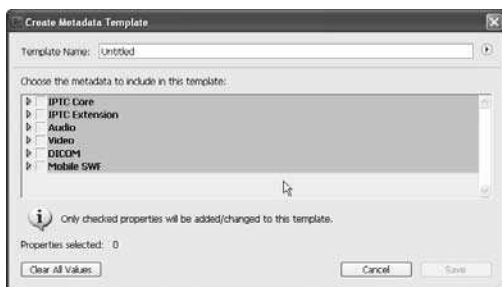 Create Metadata Template
Template Name: Untitled
Choose the metadata to include in this template:
IPTC Core
IPTC Extension
Audio
Video
DICOM
Mobile SWF
Only checked properties will be added/changed to this template.
Properties selected: 0
Clear All Values Cancel Save